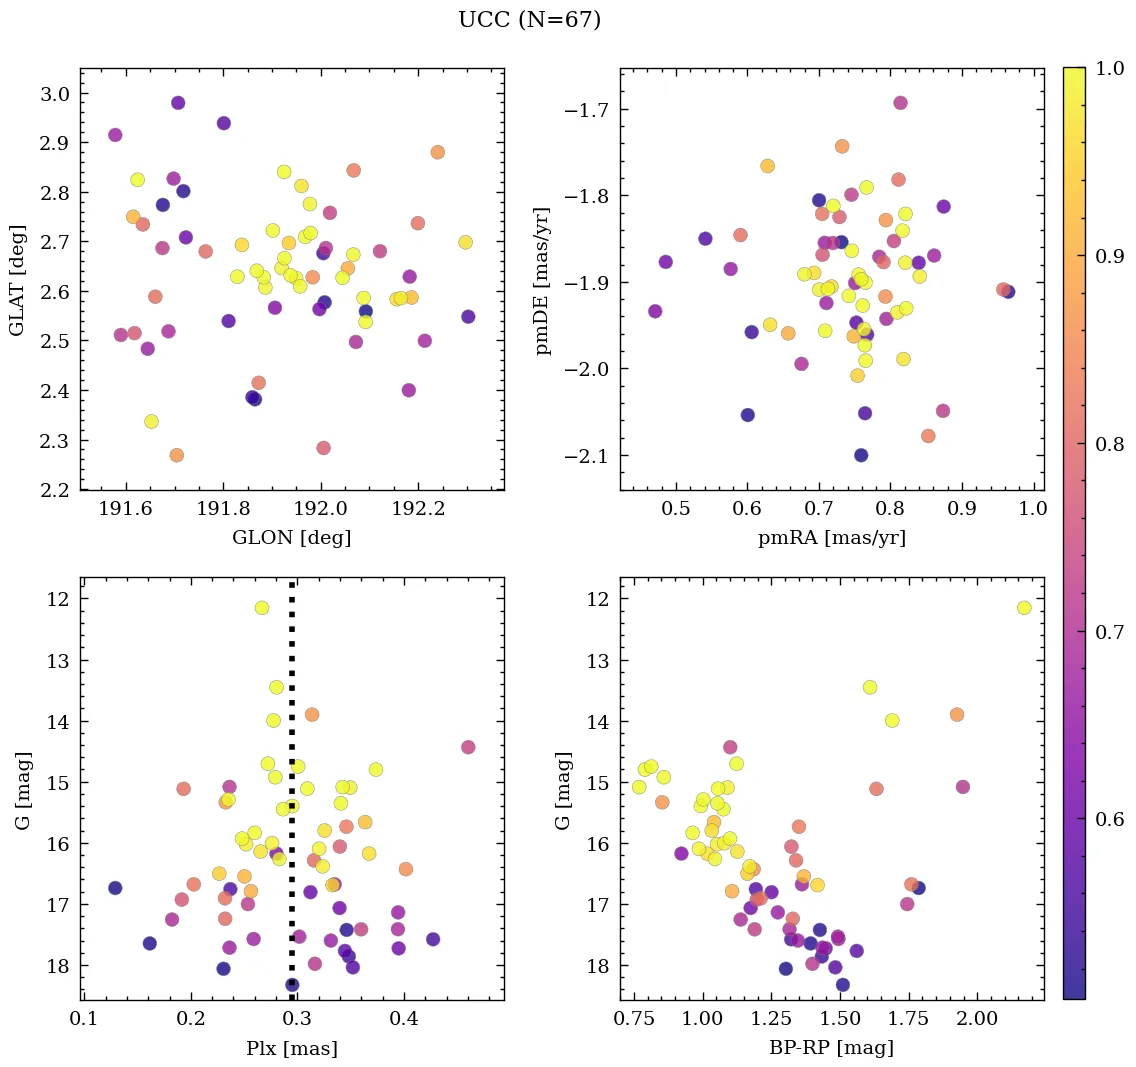 UCC (N=67)
3.0
2.9
2.8
2.7
2.6
2.5
2.4
2.3
2.2
191.6 191.8 192.0 192.2
GLON [deg]
GLAT [deg]
−1.7
−1.8
−1.9
−2.0
−2.1
0.5 0.6 0.7 0.8 0.9 1.0
pmRA [mas/yr]
pmDE [mas/yr]
1.0
0.9
0.8
0.7
0.6
12
13
14
15
16
17
18
0.1 0.2 0.3 0.4
Plx [mas]
G [mag]
12
13
14
15
16
17
18
0.75 1.00 1.25 1.50 1.75 2.00
BP-RP [mag]
G [mag]